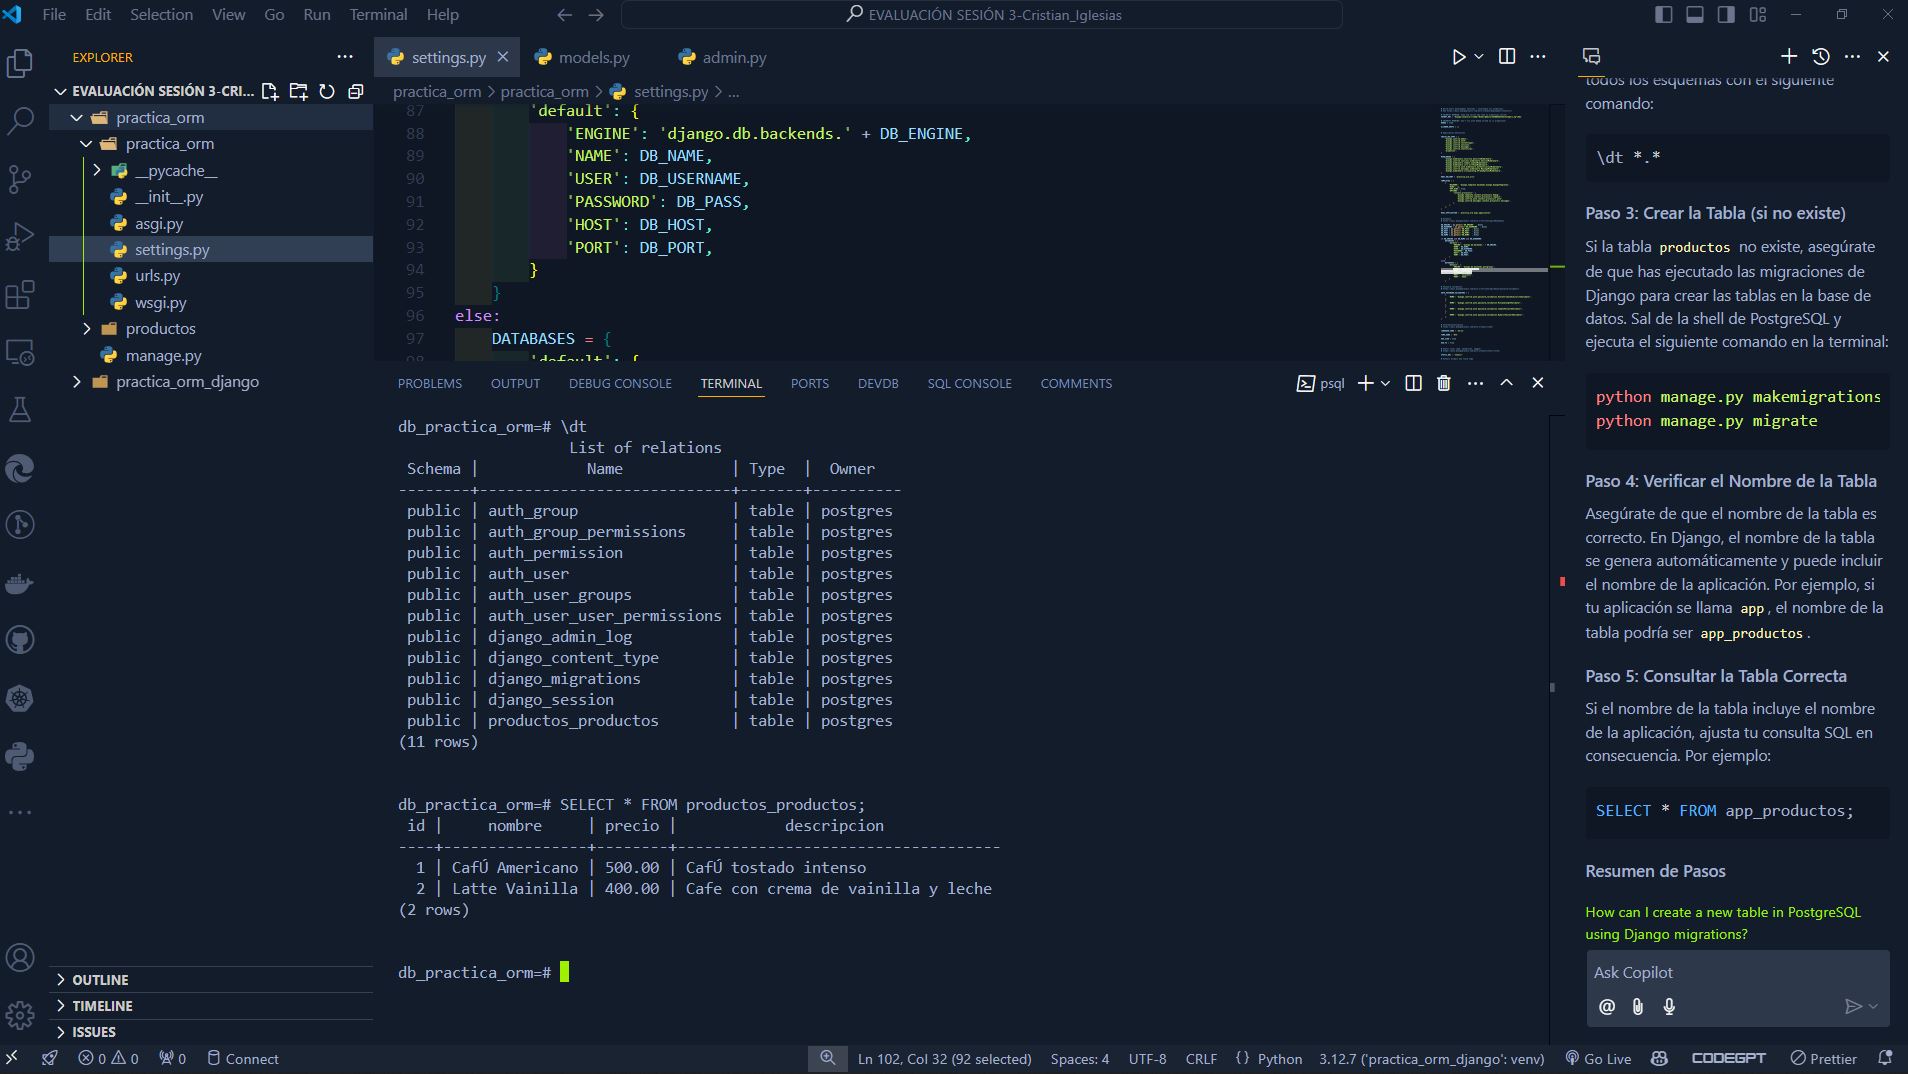 File Edit Selection View Go Run Terminal Help
EVALUACIÓN SESIÓN 3-Cristian_Iglesias
EXPLORER
EVALUACIÓN SESIÓN 3-CRI...
practica_orm
practica_orm
__pycache__
__init__.py
asgi.py
settings.py
urls.py
wsgi.py
productos
manage.py
practica_orm_django
OUTLINE
TIMELINE
ISSUES
settings.py models.py admin.py
practica_orm > practica_orm > settings.py > ...
87 'default': {
88 'ENGINE': 'django.db.backends.' + DB_ENGINE,
89 'NAME': DB_NAME,
90 'USER': DB_USERNAME,
91 'PASSWORD': DB_PASS,
92 'HOST': DB_HOST,
93 'PORT': DB_PORT,
94 }
95 }
96 else:
97 DATABASES = {
98 'default': {
PROBLEMS OUTPUT DEBUG CONSOLE TERMINAL PORTS DEVDB SQL CONSOLE COMMENTS
psql
db_practica_orm=# \dt
List of relations
Schema | Name | Type | Owner
--------+----------------------------+-------+----------
public | auth_group | table | postgres
public | auth_group_permissions | table | postgres
public | auth_permission | table | postgres
public | auth_user | table | postgres
public | auth_user_groups | table | postgres
public | auth_user_user_permissions | table | postgres
public | django_admin_log | table | postgres
public | django_content_type | table | postgres
public | django_migrations | table | postgres
public | django_session | table | postgres
public | productos_productos | table | postgres
(11 rows)
db_practica_orm=# SELECT * FROM productos_productos;
id | nombre | precio | descripcion
----+----------------+--------+------------------------------------
1 | CafÚ Americano | 500.00 | CafÚ tostado intenso
2 | Latte Vainilla | 400.00 | Cafe con crema de vainilla y leche
(2 rows)
db_practica_orm=#
todos los esquemas con el siguiente
comando:
\dt *.*
Paso 3: Crear la Tabla (si no existe)
Si la tabla productos no existe, asegúrate
de que has ejecutado las migraciones de
Django para crear las tablas en la base de
datos. Sal de la shell de PostgreSQL y
ejecuta el siguiente comando en la terminal:
python manage.py makemigrations
python manage.py migrate
Paso 4: Verificar el Nombre de la Tabla
Asegúrate de que el nombre de la tabla es
correcto. En Django, el nombre de la tabla
se genera automáticamente y puede incluir
el nombre de la aplicación. Por ejemplo, si
tu aplicación se llama app, el nombre de la
tabla podría ser app_productos.
Paso 5: Consultar la Tabla Correcta
Si el nombre de la tabla incluye el nombre
de la aplicación, ajusta tu consulta SQL en
consecuencia. Por ejemplo:
SELECT * FROM app_productos;
Resumen de Pasos
How can I create a new table in PostgreSQL
using Django migrations?
Ask Copilot
0 0 0 Connect
Ln 102, Col 32 (92 selected) Spaces: 4 UTF-8 CRLF {} Python 3.12.7 ('practica_orm_django': venv) Go Live CODEGPT Prettier